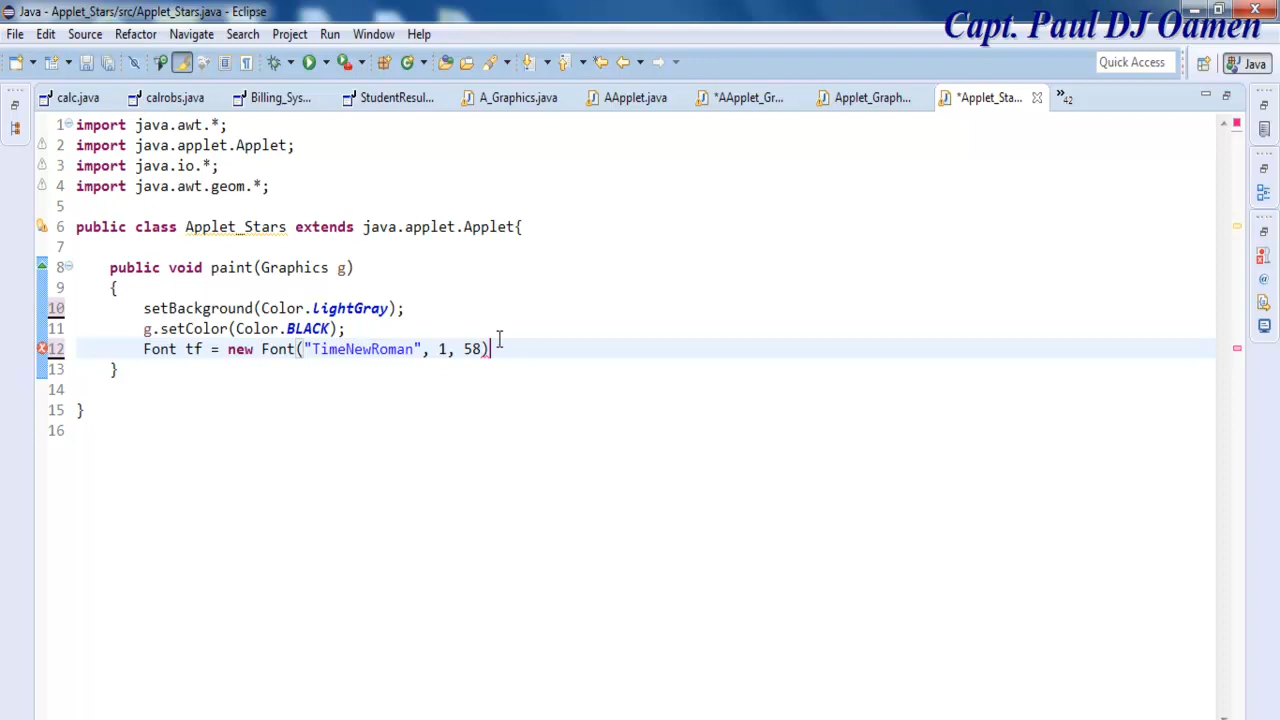 Java - Applet_Stars/src/Applet_Stars.java - Eclipse
Capt. Paul DJ Oamen
File Edit Source Refactor Navigate Search Project Run Window Help
Quick Access
Java
calc.java calrobs.java Billing_Sys... StudentResul... A_Graphics.java AApplet.java *AApplet_Gr... Applet_Graph... *Applet_Sta... 42
1 import java.awt.*;
2 import java.applet.Applet;
3 import java.io.*;
4 import java.awt.geom.*;
5
6 public class Applet_Stars extends java.applet.Applet{
7
8 public void paint(Graphics g)
9 {
10 setBackground(Color.lightGray);
11 g.setColor(Color.BLACK);
12 Font tf = new Font("TimeNewRoman", 1, 58)
13 }
14
15 }
16